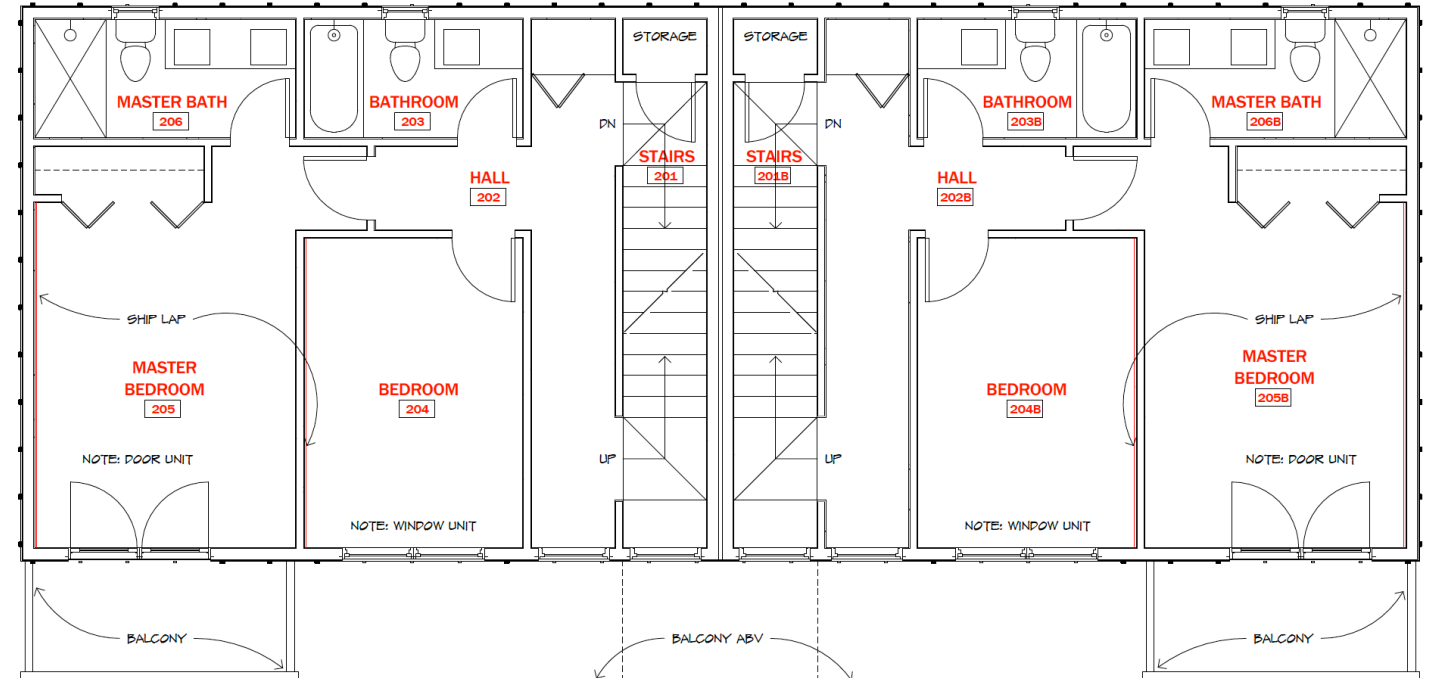 STORAGE
STORAGE
MASTER BATH
206
BATHROOM
203
BATHROOM
203B
MASTER BATH
206B
DN
DN
STAIRS
201
STAIRS
201B
HALL
202
HALL
202B
SHIP LAP
SHIP LAP
MASTER
BEDROOM
205
BEDROOM
204
BEDROOM
204B
MASTER
BEDROOM
205B
NOTE: DOOR UNIT
UP
UP
NOTE: DOOR UNIT
NOTE: WINDOW UNIT
NOTE: WINDOW UNIT
BALCONY
BALCONY ABV
BALCONY